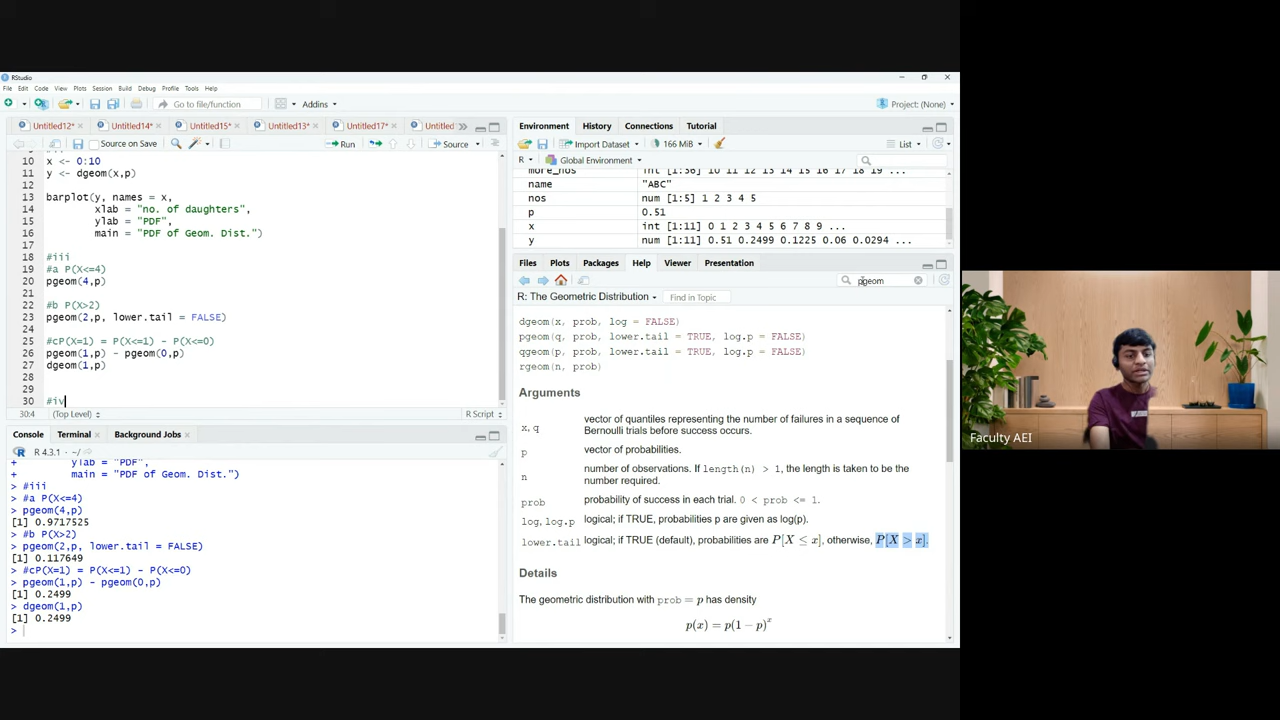 RStudio
File Edit Code View Plots Session Build Debug Profile Tools Help
Go to file/function Addins Project: (None)
Untitled12* Untitled14* Untitled15* Untitled13* Untitled17* Untitled
Source on Save Run Source
10 x <- 0:10
11 y <- dgeom(x,p)
12
13 barplot(y, names = x,
14 xlab = "no. of daughters",
15 ylab = "PDF",
16 main = "PDF of Geom. Dist.")
17
18 #iii
19 #a P(X<=4)
20 pgeom(4,p)
21
22 #b P(X>2)
23 pgeom(2,p, lower.tail = FALSE)
24
25 #cP(X=1) = P(X<=1) - P(X<=0)
26 pgeom(1,p) - pgeom(0,p)
27 dgeom(1,p)
28
29
30 #iv
30:4 (Top Level) R Script
Console Terminal Background Jobs
R 4.3.1 · ~/
+ ylab = "PDF",
+ main = "PDF of Geom. Dist.")
> #iii
> #a P(X<=4)
> pgeom(4,p)
[1] 0.9717525
> #b P(X>2)
> pgeom(2,p, lower.tail = FALSE)
[1] 0.117649
> #cP(X=1) = P(X<=1) - P(X<=0)
> pgeom(1,p) - pgeom(0,p)
[1] 0.2499
> dgeom(1,p)
[1] 0.2499
>
Environment History Connections Tutorial
Import Dataset 166 MiB List
R Global Environment
more_nos int [1:36] 10 11 12 13 14 15 16 17 18 19 ...
name "ABC"
nos num [1:5] 1 2 3 4 5
p 0.51
x int [1:11] 0 1 2 3 4 5 6 7 8 9 ...
y num [1:11] 0.51 0.2499 0.1225 0.06 0.0294 ...
Files Plots Packages Help Viewer Presentation
pgeom
R: The Geometric Distribution Find in Topic
dgeom(x, prob, log = FALSE)
pgeom(q, prob, lower.tail = TRUE, log.p = FALSE)
qgeom(p, prob, lower.tail = TRUE, log.p = FALSE)
rgeom(n, prob)
Arguments
x, q vector of quantiles representing the number of failures in a sequence of
Bernoulli trials before success occurs.
p vector of probabilities.
n number of observations. If length(n) > 1, the length is taken to be the
number required.
prob probability of success in each trial. 0 < prob <= 1.
log, log.p logical; if TRUE, probabilities p are given as log(p).
lower.tail logical; if TRUE (default), probabilities are P[X ≤ x], otherwise, P[X > x].
Details
The geometric distribution with prob = p has density
p(x) = p(1 − p)^x
Faculty AEI